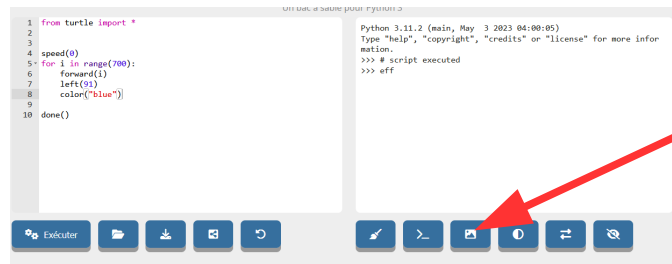 Un bac à sable pour Python 3
1 from turtle import *
2
3
4 speed(0)
5 for i in range(700):
6     forward(i)
7     left(91)
8     color("blue")
9
10 done()
Python 3.11.2 (main, May  3 2023 04:00:05)
Type "help", "copyright", "credits" or "license" for more infor
mation.
>>> # script executed
>>> eff
Exécuter